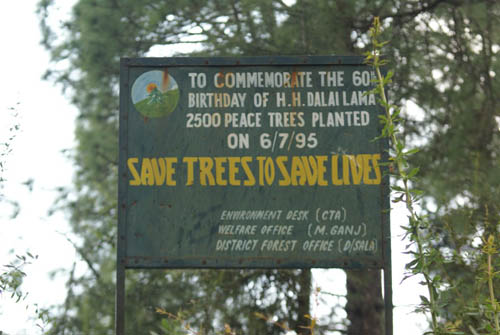 TO COMMEMORATE THE 60
BIRTHDAY OF H.H. DALAI LAMA
2500 PEACE TREES PLANTED
ON 6/7/95
SAVE TREES TO SAVE LIVES
ENVIRONMENT DESK (CTA)
WELFARE OFFICE (M.GANJ)
DISTRICT FOREST OFFICE (D/SALA)